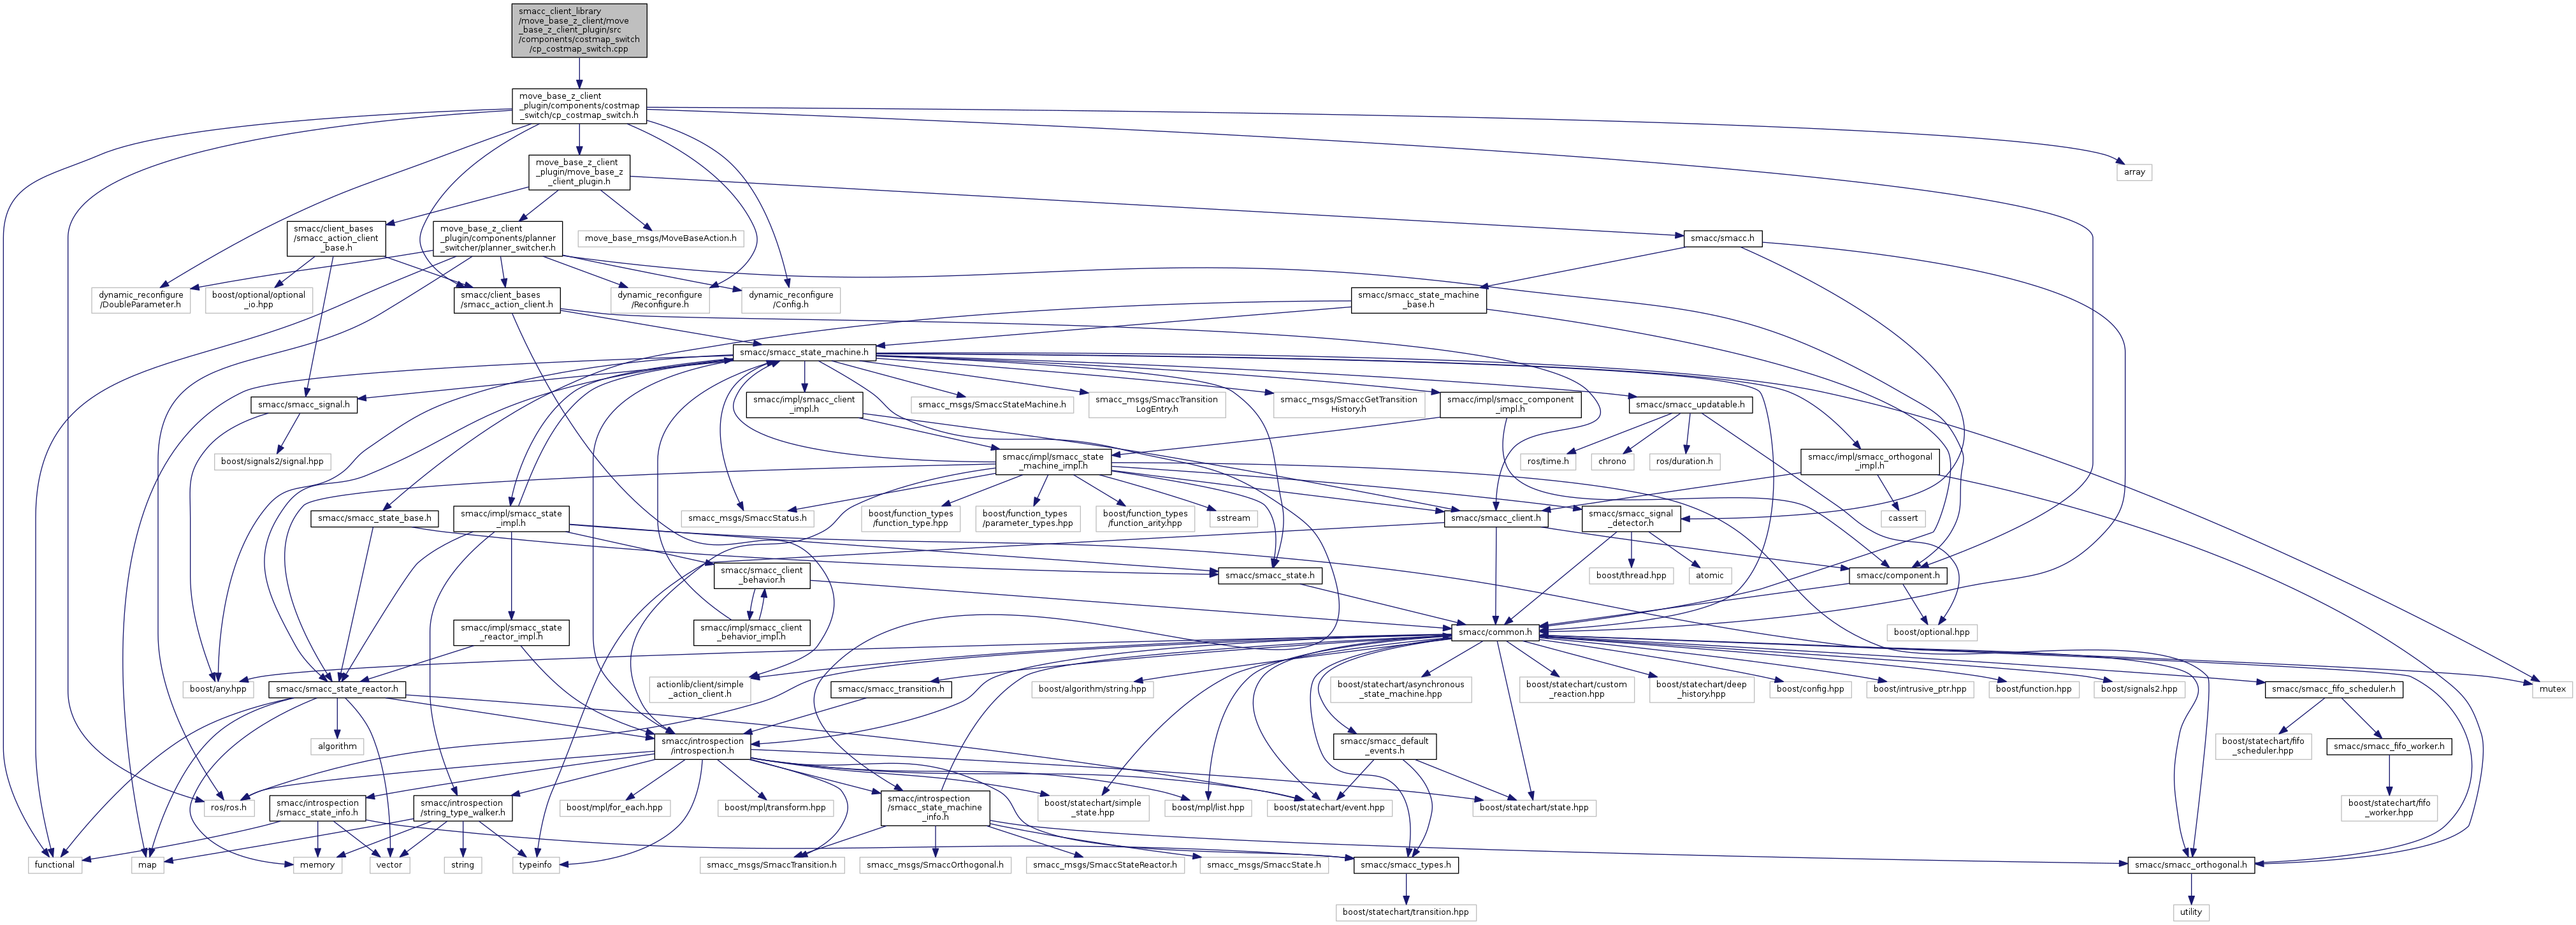 smacc_client_library
/move_base_z_client/move
_base_z_client_plugin/src
/components/costmap_switch
/cp_costmap_switch.cpp
move_base_z_client
_plugin/components/costmap
_switch/cp_costmap_switch.h
move_base_z_client
_plugin/move_base_z
_client_plugin.h
array
smacc/client_bases
/smacc_action_client
_base.h
move_base_z_client
_plugin/components/planner
_switcher/planner_switcher.h
move_base_msgs/MoveBaseAction.h
smacc/smacc.h
dynamic_reconfigure
/DoubleParameter.h
boost/optional/optional
_io.hpp
smacc/client_bases
/smacc_action_client.h
dynamic_reconfigure
/Reconfigure.h
dynamic_reconfigure
/Config.h
smacc/smacc_state_machine
_base.h
smacc/smacc_state_machine.h
smacc/smacc_signal.h
smacc/impl/smacc_client
_impl.h
smacc_msgs/SmaccStateMachine.h
smacc_msgs/SmaccTransition
LogEntry.h
smacc_msgs/SmaccGetTransition
History.h
smacc/impl/smacc_component
_impl.h
smacc/smacc_updatable.h
boost/signals2/signal.hpp
smacc/impl/smacc_state
_machine_impl.h
ros/time.h
chrono
ros/duration.h
smacc/impl/smacc_orthogonal
_impl.h
smacc/smacc_state_base.h
smacc/impl/smacc_state
_impl.h
smacc_msgs/SmaccStatus.h
boost/function_types
/function_type.hpp
boost/function_types
/parameter_types.hpp
boost/function_types
/function_arity.hpp
sstream
smacc/smacc_client.h
smacc/smacc_signal
_detector.h
cassert
smacc/smacc_client
_behavior.h
smacc/smacc_state.h
boost/thread.hpp
atomic
smacc/component.h
smacc/impl/smacc_state
_reactor_impl.h
smacc/impl/smacc_client
_behavior_impl.h
smacc/common.h
boost/optional.hpp
boost/any.hpp
smacc/smacc_state_reactor.h
actionlib/client/simple
_action_client.h
smacc/smacc_transition.h
boost/algorithm/string.hpp
boost/statechart/asynchronous
_state_machine.hpp
boost/statechart/custom
_reaction.hpp
boost/statechart/deep
_history.hpp
boost/config.hpp
boost/intrusive_ptr.hpp
boost/function.hpp
boost/signals2.hpp
smacc/smacc_fifo_scheduler.h
mutex
algorithm
smacc/introspection
/introspection.h
smacc/smacc_default
_events.h
boost/statechart/fifo
_scheduler.hpp
smacc/smacc_fifo_worker.h
ros/ros.h
smacc/introspection
/smacc_state_info.h
smacc/introspection
/string_type_walker.h
boost/mpl/for_each.hpp
boost/mpl/transform.hpp
smacc/introspection
/smacc_state_machine
_info.h
boost/statechart/simple
_state.hpp
boost/mpl/list.hpp
boost/statechart/event.hpp
boost/statechart/state.hpp
boost/statechart/fifo
_worker.hpp
functional
map
memory
vector
string
typeinfo
smacc_msgs/SmaccTransition.h
smacc_msgs/SmaccOrthogonal.h
smacc_msgs/SmaccStateReactor.h
smacc_msgs/SmaccState.h
smacc/smacc_types.h
smacc/smacc_orthogonal.h
boost/statechart/transition.hpp
utility